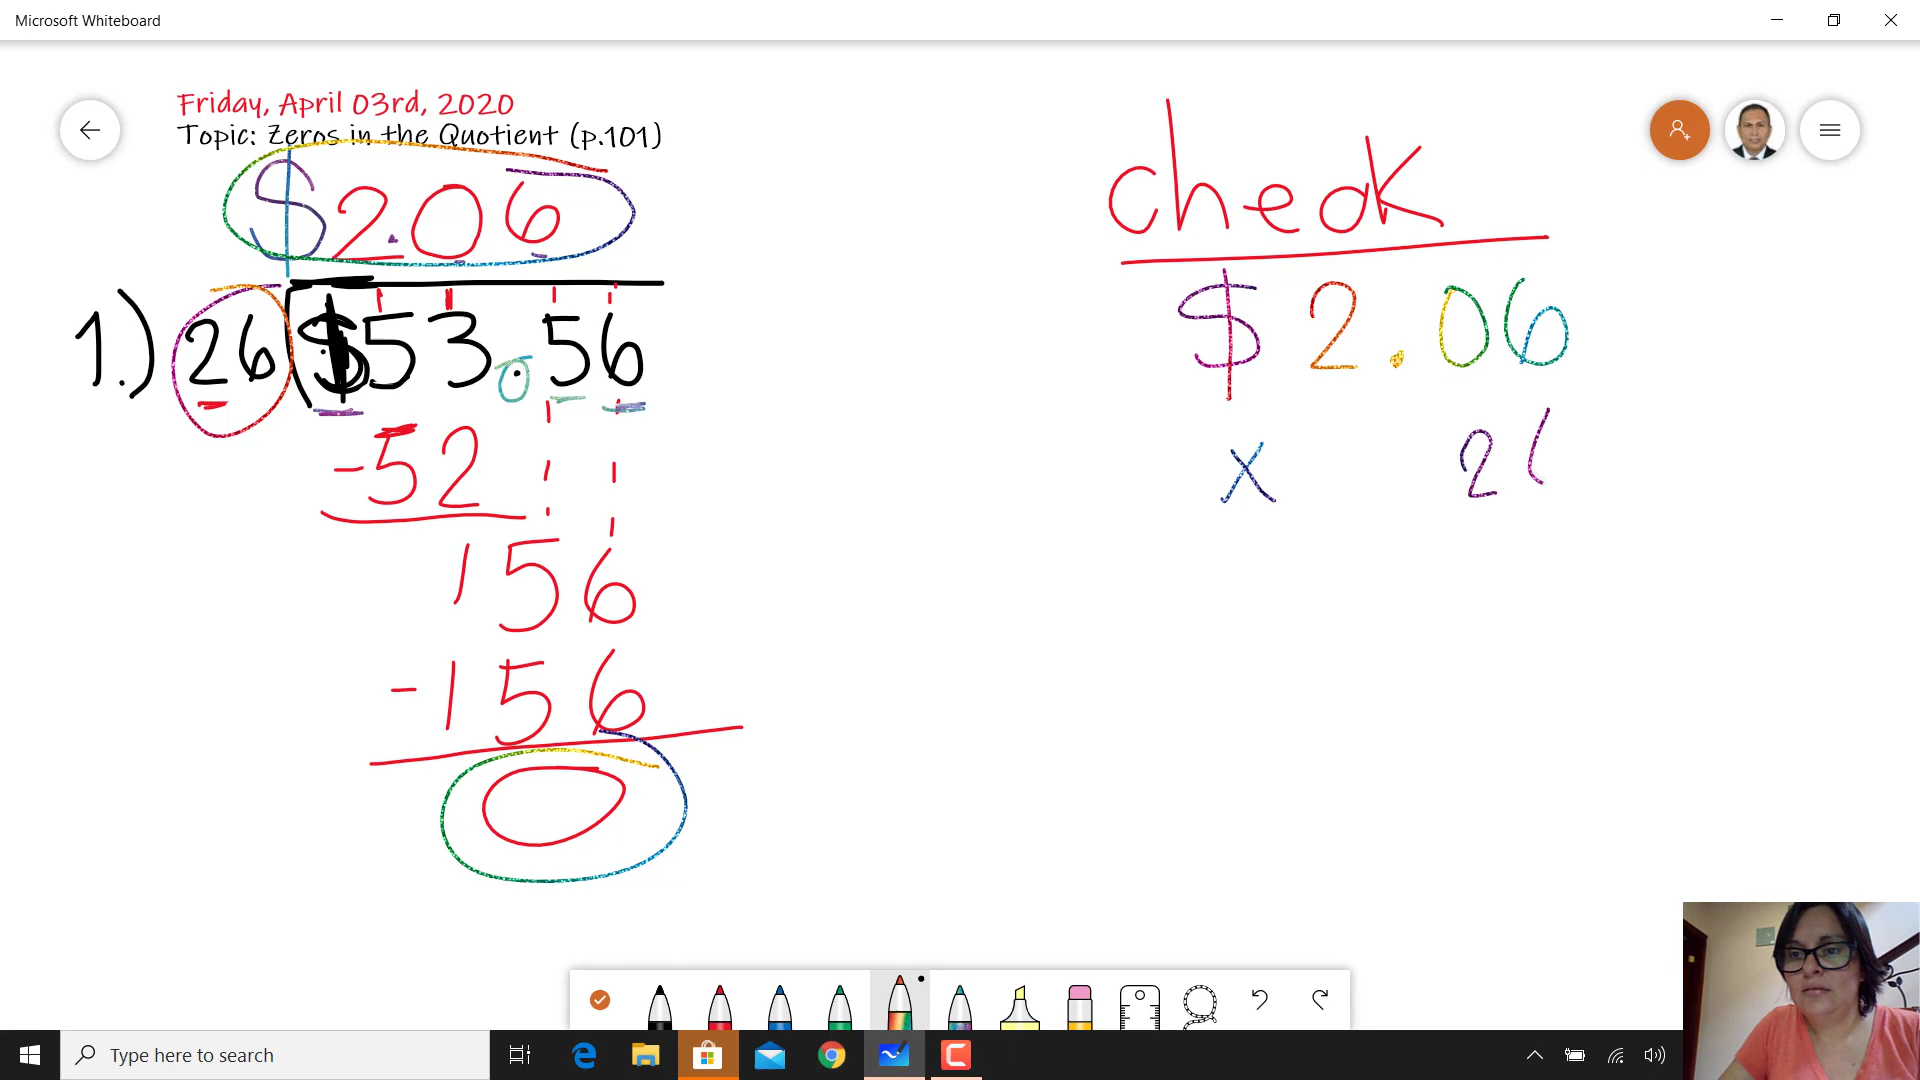 Microsoft Whiteboard
Friday, April 03rd, 2020
Topic: Zeros in the Quotient (p.101)
$2.06
1.) 26 $53.56
-52
156
-156
0
check
$2.06
x 2
Type here to search